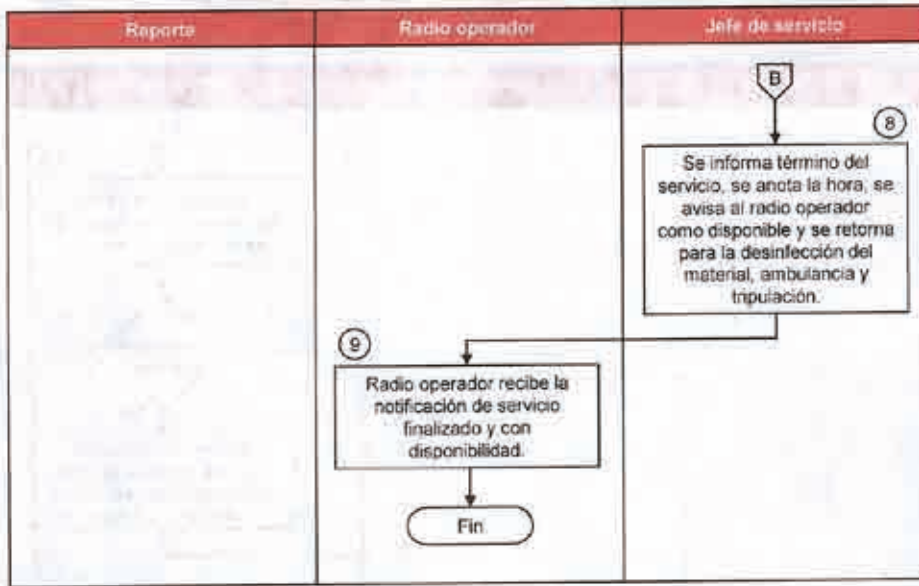 Reporte
Radio operador
Jefe de servicio
B
8
Se informa término del
servicio, se anota la hora, se
avisa al radio operador
como disponible y se retorna
para la desinfección del
material, ambulancia y
tripulación.
9
Radio operador recibe la
notificación de servicio
finalizado y con
disponibilidad.
Fin